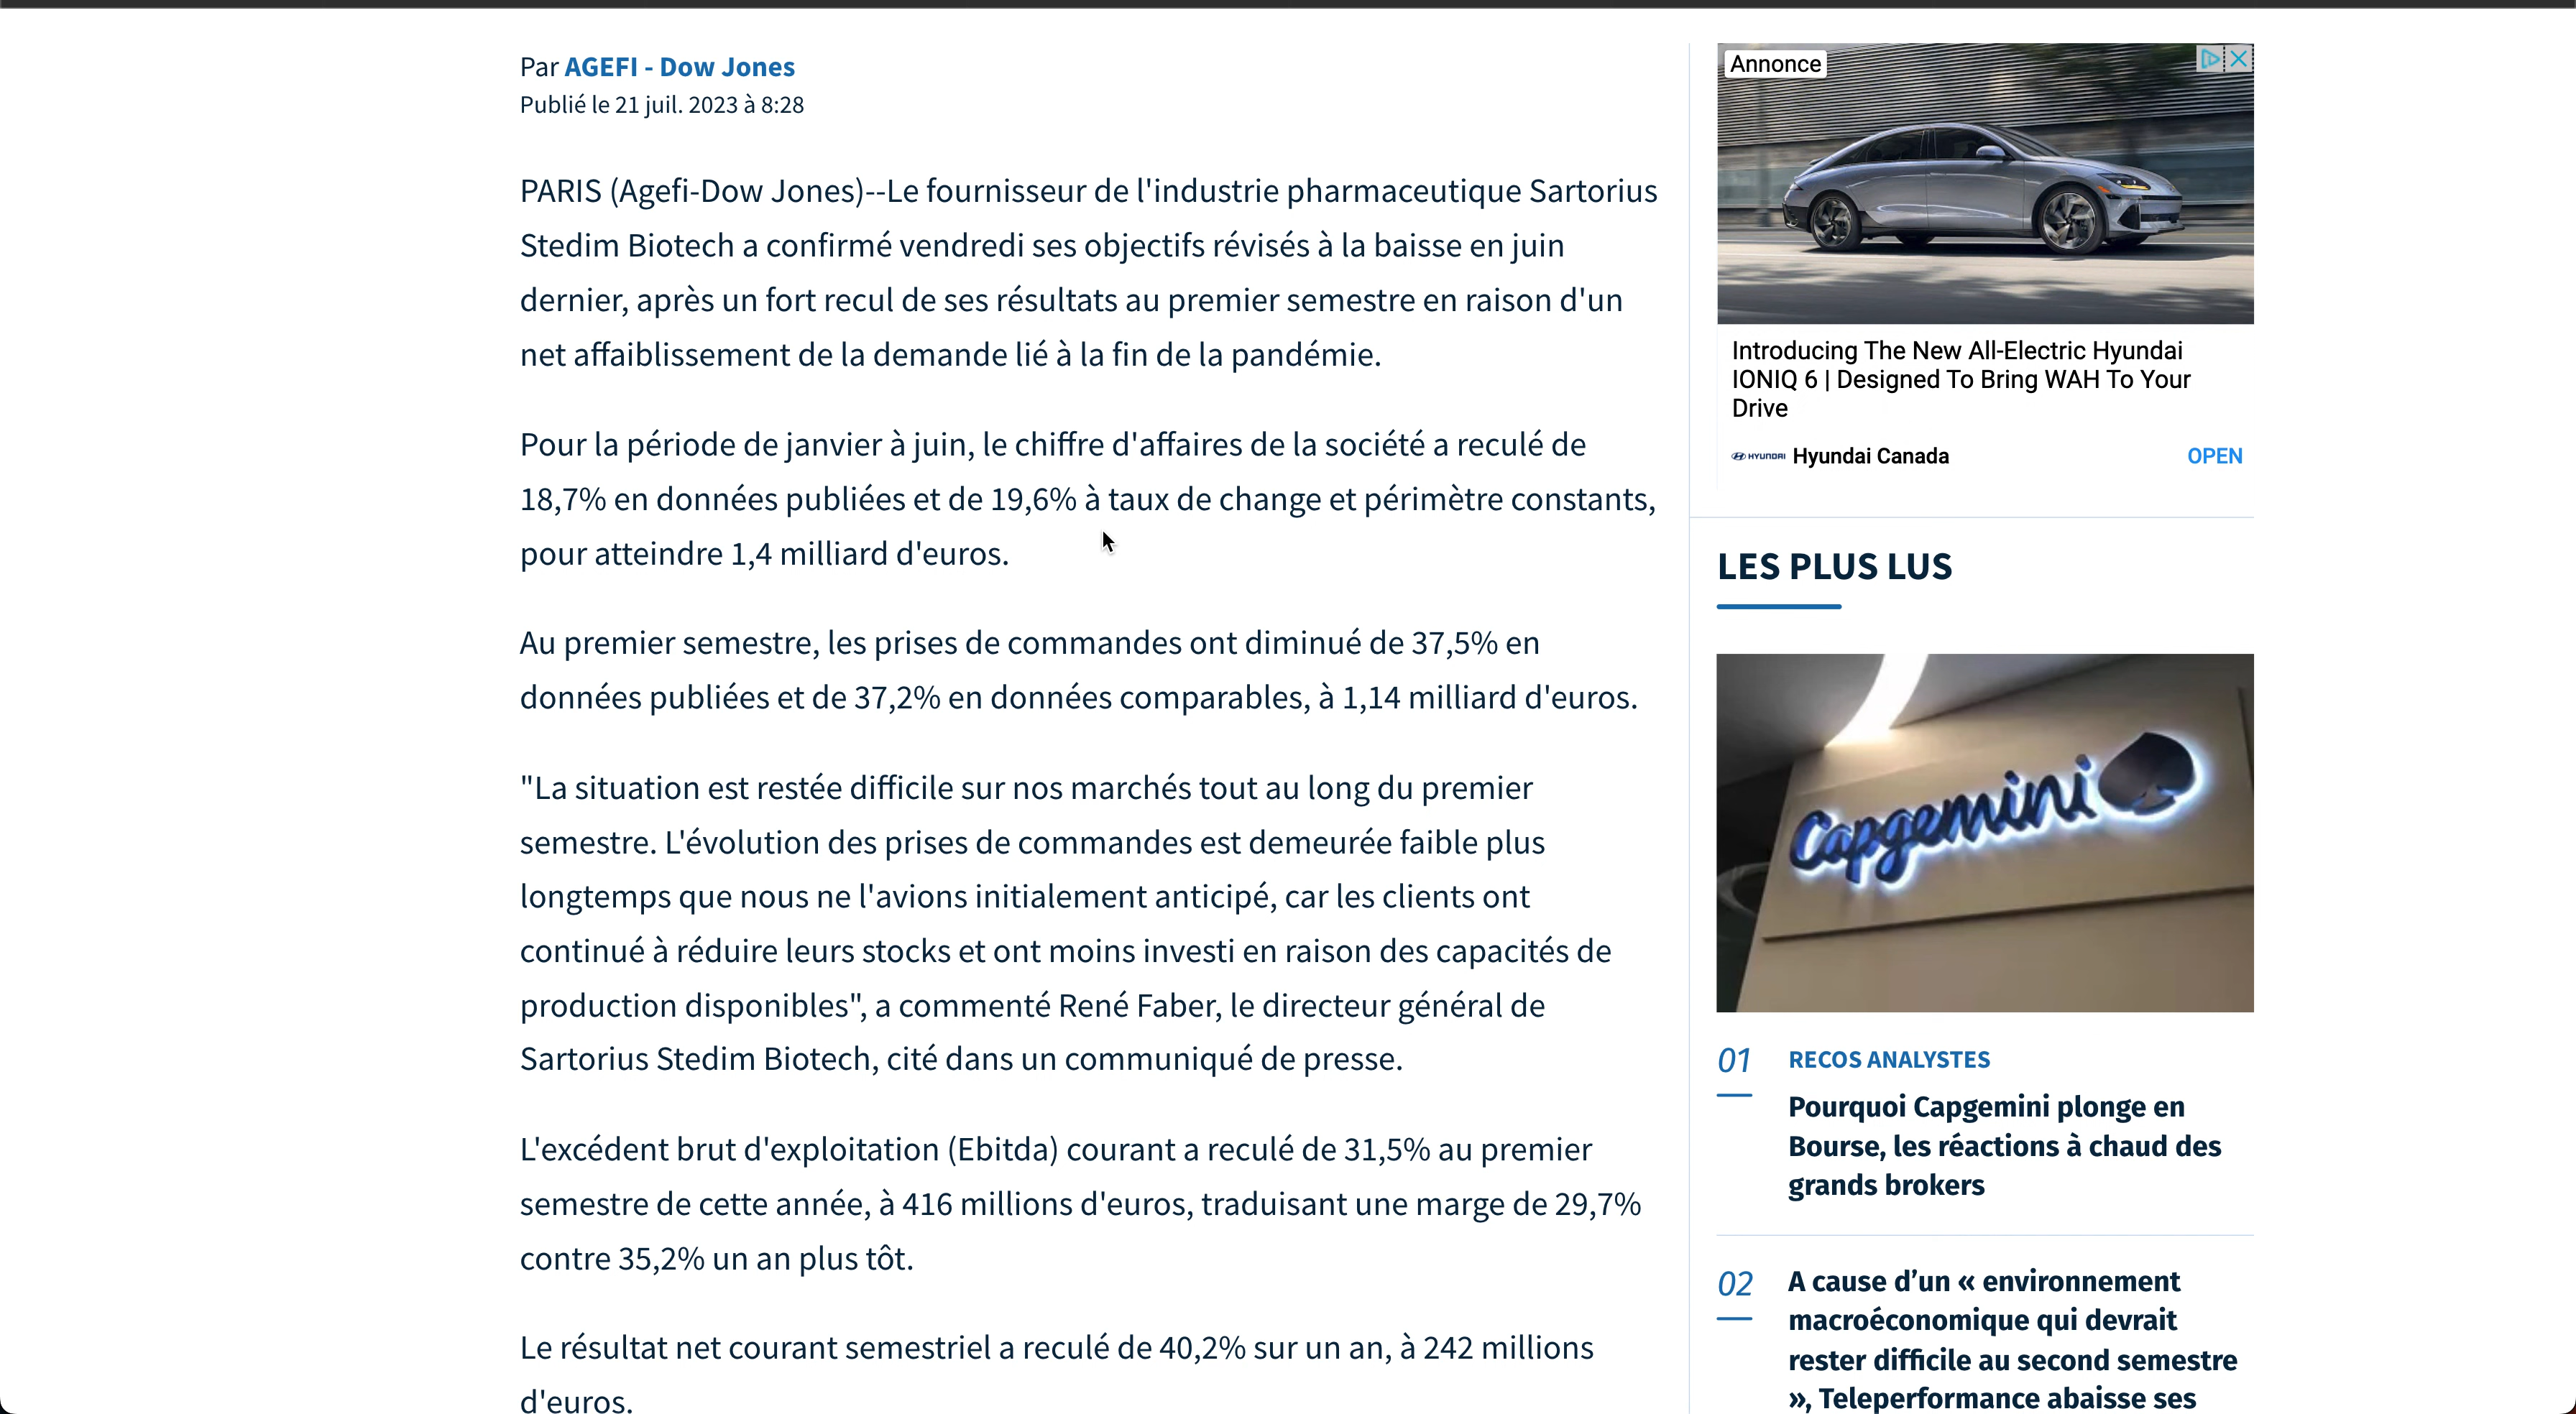 Par AGEFI - Dow Jones
Publié le 21 juil. 2023 à 8:28
PARIS (Agefi-Dow Jones)--Le fournisseur de l'industrie pharmaceutique Sartorius
Stedim Biotech a confirmé vendredi ses objectifs révisés à la baisse en juin
dernier, après un fort recul de ses résultats au premier semestre en raison d'un
net affaiblissement de la demande lié à la fin de la pandémie.
Pour la période de janvier à juin, le chiffre d'affaires de la société a reculé de
18,7% en données publiées et de 19,6% à taux de change et périmètre constants,
pour atteindre 1,4 milliard d'euros.
Au premier semestre, les prises de commandes ont diminué de 37,5% en
données publiées et de 37,2% en données comparables, à 1,14 milliard d'euros.
"La situation est restée difficile sur nos marchés tout au long du premier
semestre. L'évolution des prises de commandes est demeurée faible plus
longtemps que nous ne l'avions initialement anticipé, car les clients ont
continué à réduire leurs stocks et ont moins investi en raison des capacités de
production disponibles", a commenté René Faber, le directeur général de
Sartorius Stedim Biotech, cité dans un communiqué de presse.
L'excédent brut d'exploitation (Ebitda) courant a reculé de 31,5% au premier
semestre de cette année, à 416 millions d'euros, traduisant une marge de 29,7%
contre 35,2% un an plus tôt.
Le résultat net courant semestriel a reculé de 40,2% sur un an, à 242 millions
d'euros.
Annonce
Introducing The New All-Electric Hyundai
IONIQ 6 | Designed To Bring WAH To Your
Drive
HYUNDAI Hyundai Canada OPEN
LES PLUS LUS
Capgemini
01 RECOS ANALYSTES
Pourquoi Capgemini plonge en
Bourse, les réactions à chaud des
grands brokers
02 A cause d’un « environnement
macroéconomique qui devrait
rester difficile au second semestre
», Teleperformance abaisse ses